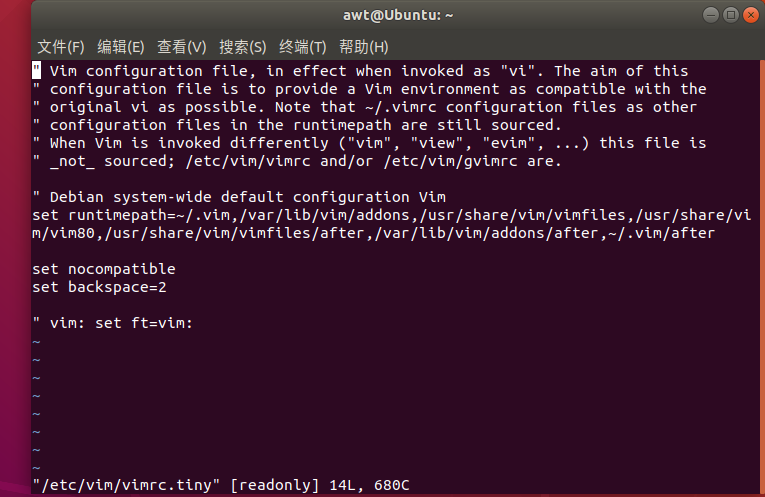 awt@Ubuntu: ~
文件(F) 编辑(E) 查看(V) 搜索(S) 终端(T) 帮助(H)
" Vim configuration file, in effect when invoked as "vi". The aim of this
" configuration file is to provide a Vim environment as compatible with the
" original vi as possible. Note that ~/.vimrc configuration files as other
" configuration files in the runtimepath are still sourced.
" When Vim is invoked differently ("vim", "view", "evim", ...) this file is
" _not_ sourced; /etc/vim/vimrc and/or /etc/vim/gvimrc are.
" Debian system-wide default configuration Vim
set runtimepath=~/.vim,/var/lib/vim/addons,/usr/share/vim/vimfiles,/usr/share/vi
m/vim80,/usr/share/vim/vimfiles/after,/var/lib/vim/addons/after,~/.vim/after
set nocompatible
set backspace=2
" vim: set ft=vim:
~
~
~
~
~
~
~
~
"/etc/vim/vimrc.tiny" [readonly] 14L, 680C